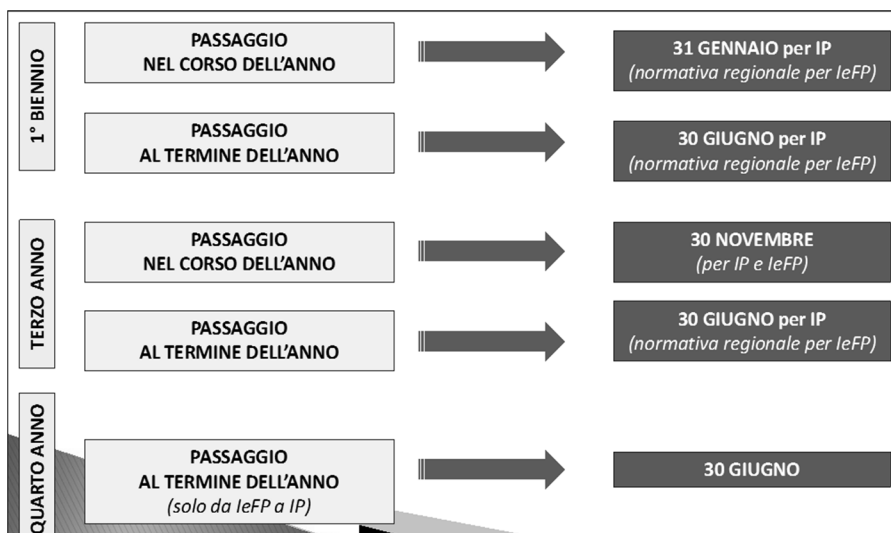 1° BIENNIO
PASSAGGIO
NEL CORSO DELL'ANNO
31 GENNAIO per IP
(normativa regionale per IeFP)
PASSAGGIO
AL TERMINE DELL'ANNO
30 GIUGNO per IP
(normativa regionale per IeFP)
TERZO ANNO
PASSAGGIO
NEL CORSO DELL'ANNO
30 NOVEMBRE
(per IP e IeFP)
PASSAGGIO
AL TERMINE DELL'ANNO
30 GIUGNO per IP
(normativa regionale per IeFP)
QUARTO ANNO
PASSAGGIO
AL TERMINE DELL'ANNO
(solo da IeFP a IP)
30 GIUGNO